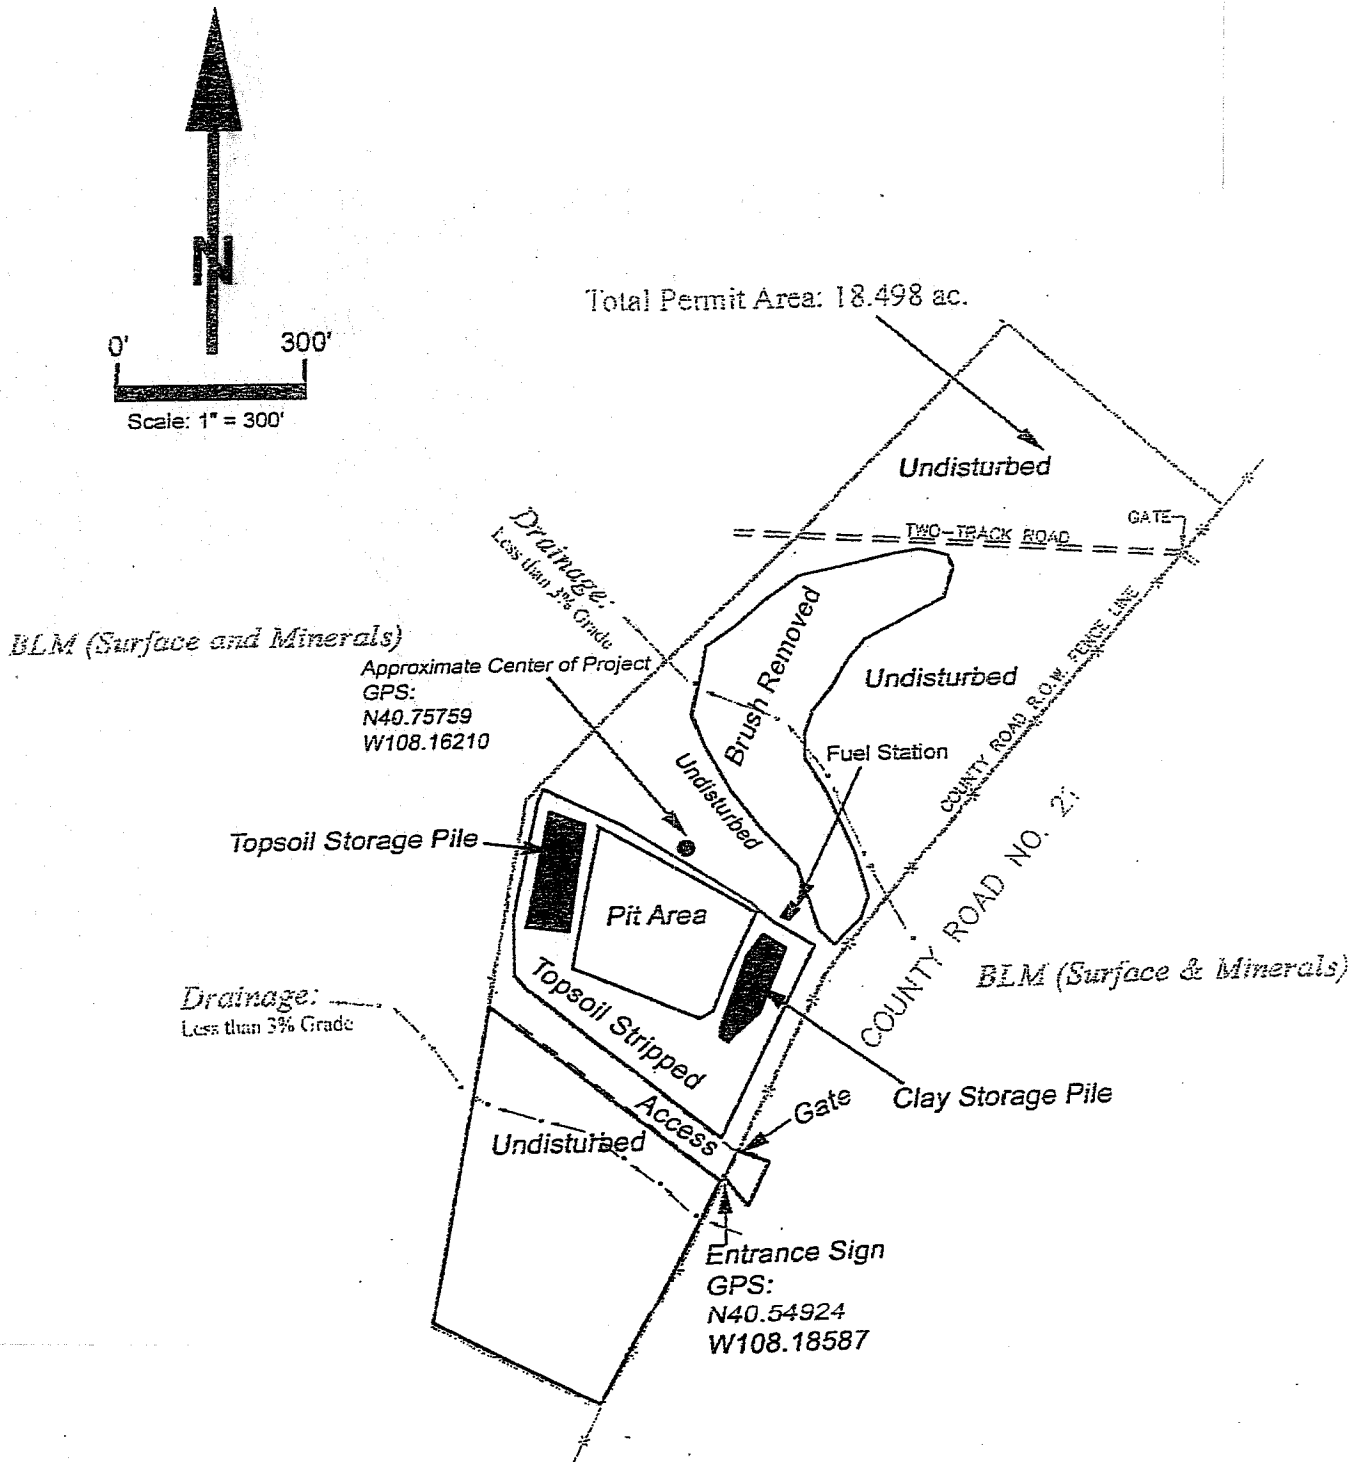 N
0' 300'
Scale: 1" = 300'
Total Permit Area: 18.498 ac.
Undisturbed
TWO-TRACK ROAD
GATE
Drainage:
Less than 3% Grade
BLM (Surface and Minerals)
Approximate Center of Project
GPS:
N40.75759
W108.16210
Brush Removed
Undisturbed
COUNTY ROAD R.O.W. FENCE LINE
Undisturbed
Fuel Station
COUNTY ROAD NO.
Topsoil Storage Pile
Pit Area
BLM (Surface & Minerals)
Drainage:
Less than 3% Grade
Topsoil Stripped
Clay Storage Pile
Gate
Access
Undisturbed
Entrance Sign
GPS:
N40.54924
W108.18587